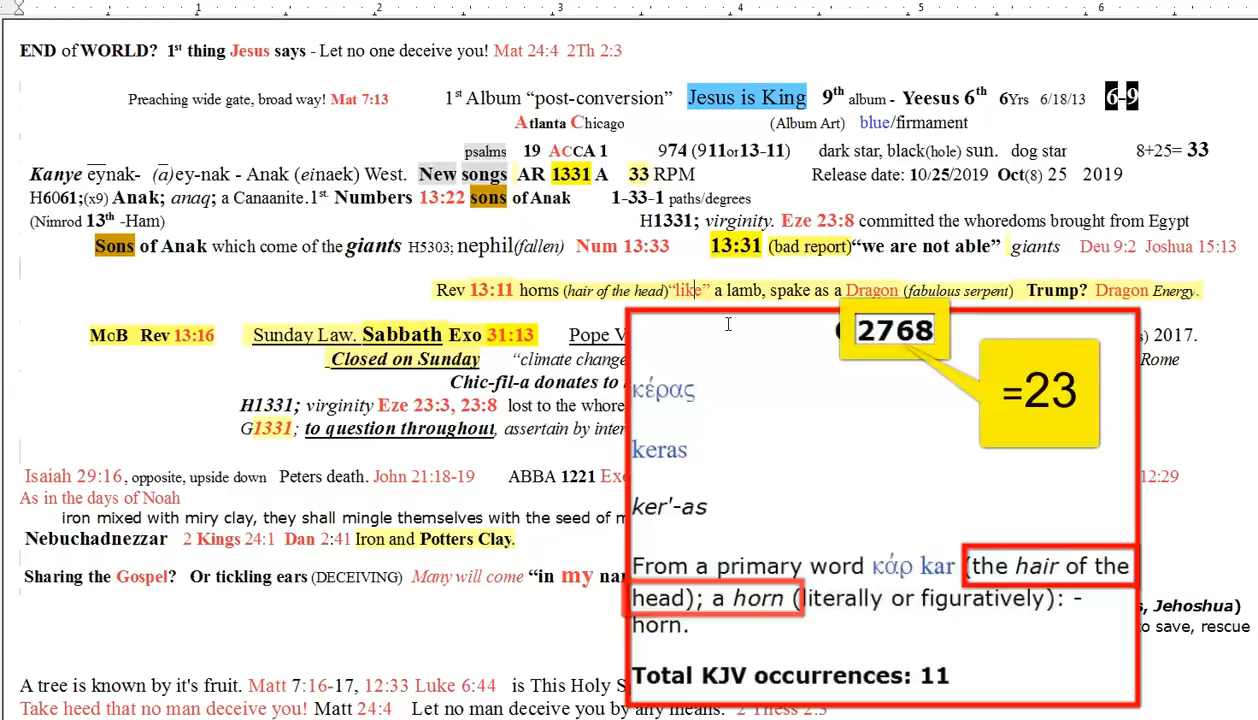 1 2 3 4 5 6
END of WORLD? 1st thing Jesus says - Let no one deceive you! Mat 24:4 2Th 2:3
Preaching wide gate, broad way! Mat 7:13 1st Album “post-conversion” Jesus is King 9th album - Yeesus 6th 6Yrs 6/18/13 6-9
Atlanta Chicago (Album Art) blue/firmament
psalms 19 ACCA 1 974 (911or13-11) dark star, black(hole) sun. dog star 8+25= 33
Kanye eynak- (a)ey-nak - Anak (einaek) West. New songs AR 1331 A 33 RPM Release date: 10/25/2019 Oct(8) 25 2019
H6061;(x9) Anak; anaq; a Canaanite.1st. Numbers 13:22 sons of Anak 1-33-1 paths/degrees
(Nimrod 13th -Ham) H1331; virginity. Eze 23:8 committed the whoredoms brought from Egypt
Sons of Anak which come of the giants H5303; nephil(fallen) Num 13:33 13:31 (bad report)“we are not able” giants Deu 9:2 Joshua 15:13
Rev 13:11 horns (hair of the head)“like” a lamb, spake as a Dragon (fabulous serpent) Trump? Dragon Energy.
MoB Rev 13:16 Sunday Law. Sabbath Exo 31:13 Pope V s) 2017.
Closed on Sunday “climate change Rome
Chic-fil-a donates to
H1331; virginity Eze 23:3, 23:8 lost to the whore
G1331; to question throughout, assertain by inter
2768
=23
κέρας
keras
ker'-as
From a primary word κάρ kar (the hair of the
head); a horn (literally or figuratively): -
horn.
Total KJV occurrences: 11
Isaiah 29:16, opposite, upside down Peters death. John 21:18-19 ABBA 1221 Exo 12:29
As in the days of Noah
iron mixed with miry clay, they shall mingle themselves with the seed of m
Nebuchadnezzar 2 Kings 24:1 Dan 2:41 Iron and Potters Clay.
Sharing the Gospel? Or tickling ears (DECEIVING) Many will come “in my na
s, Jehoshua)
to save, rescue
A tree is known by it's fruit. Matt 7:16-17, 12:33 Luke 6:44 is This Holy S
Take heed that no man deceive you! Matt 24:4 Let no man deceive you by any means. 2 Thess 2:3